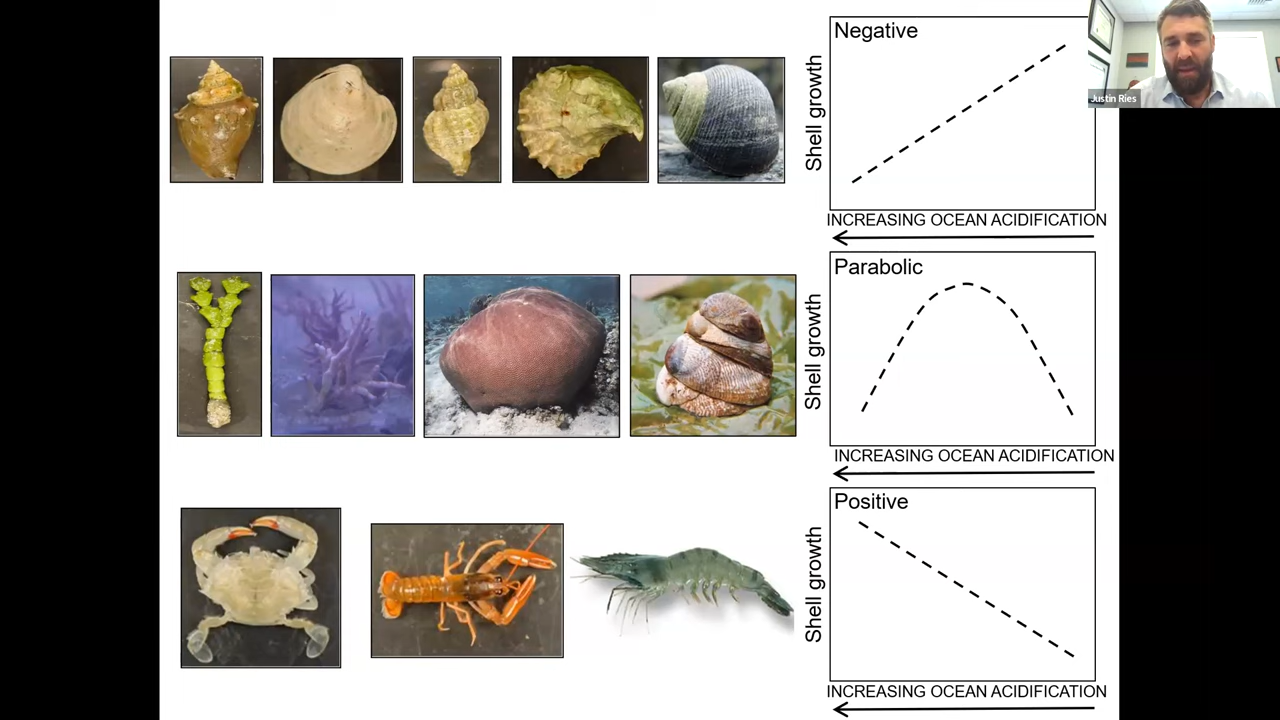 Negative
Shell growth
INCREASING OCEAN ACIDIFICATION
Justin Ries
Parabolic
Shell growth
INCREASING OCEAN ACIDIFICATION
Positive
Shell growth
INCREASING OCEAN ACIDIFICATION